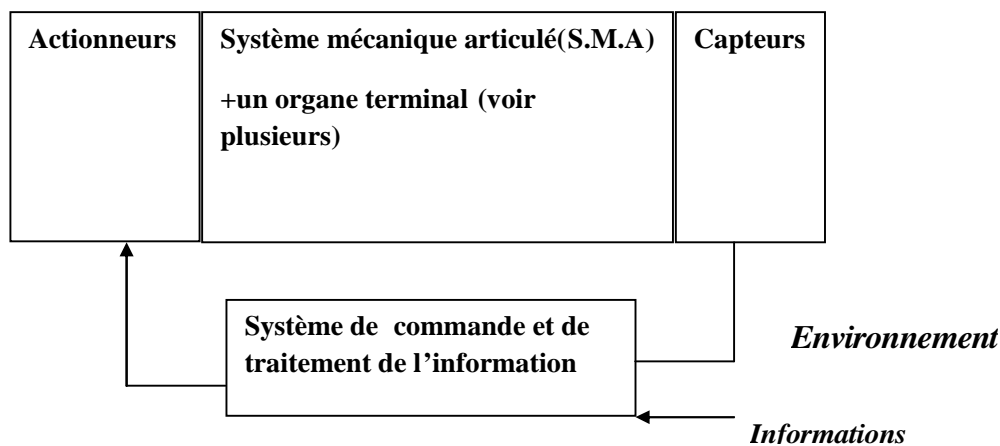 Actionneurs
Système mécanique articulé(S.M.A)
+un organe terminal (voir
plusieurs)
Capteurs
Système de  commande et de
traitement de l’information
Environnement
Informations